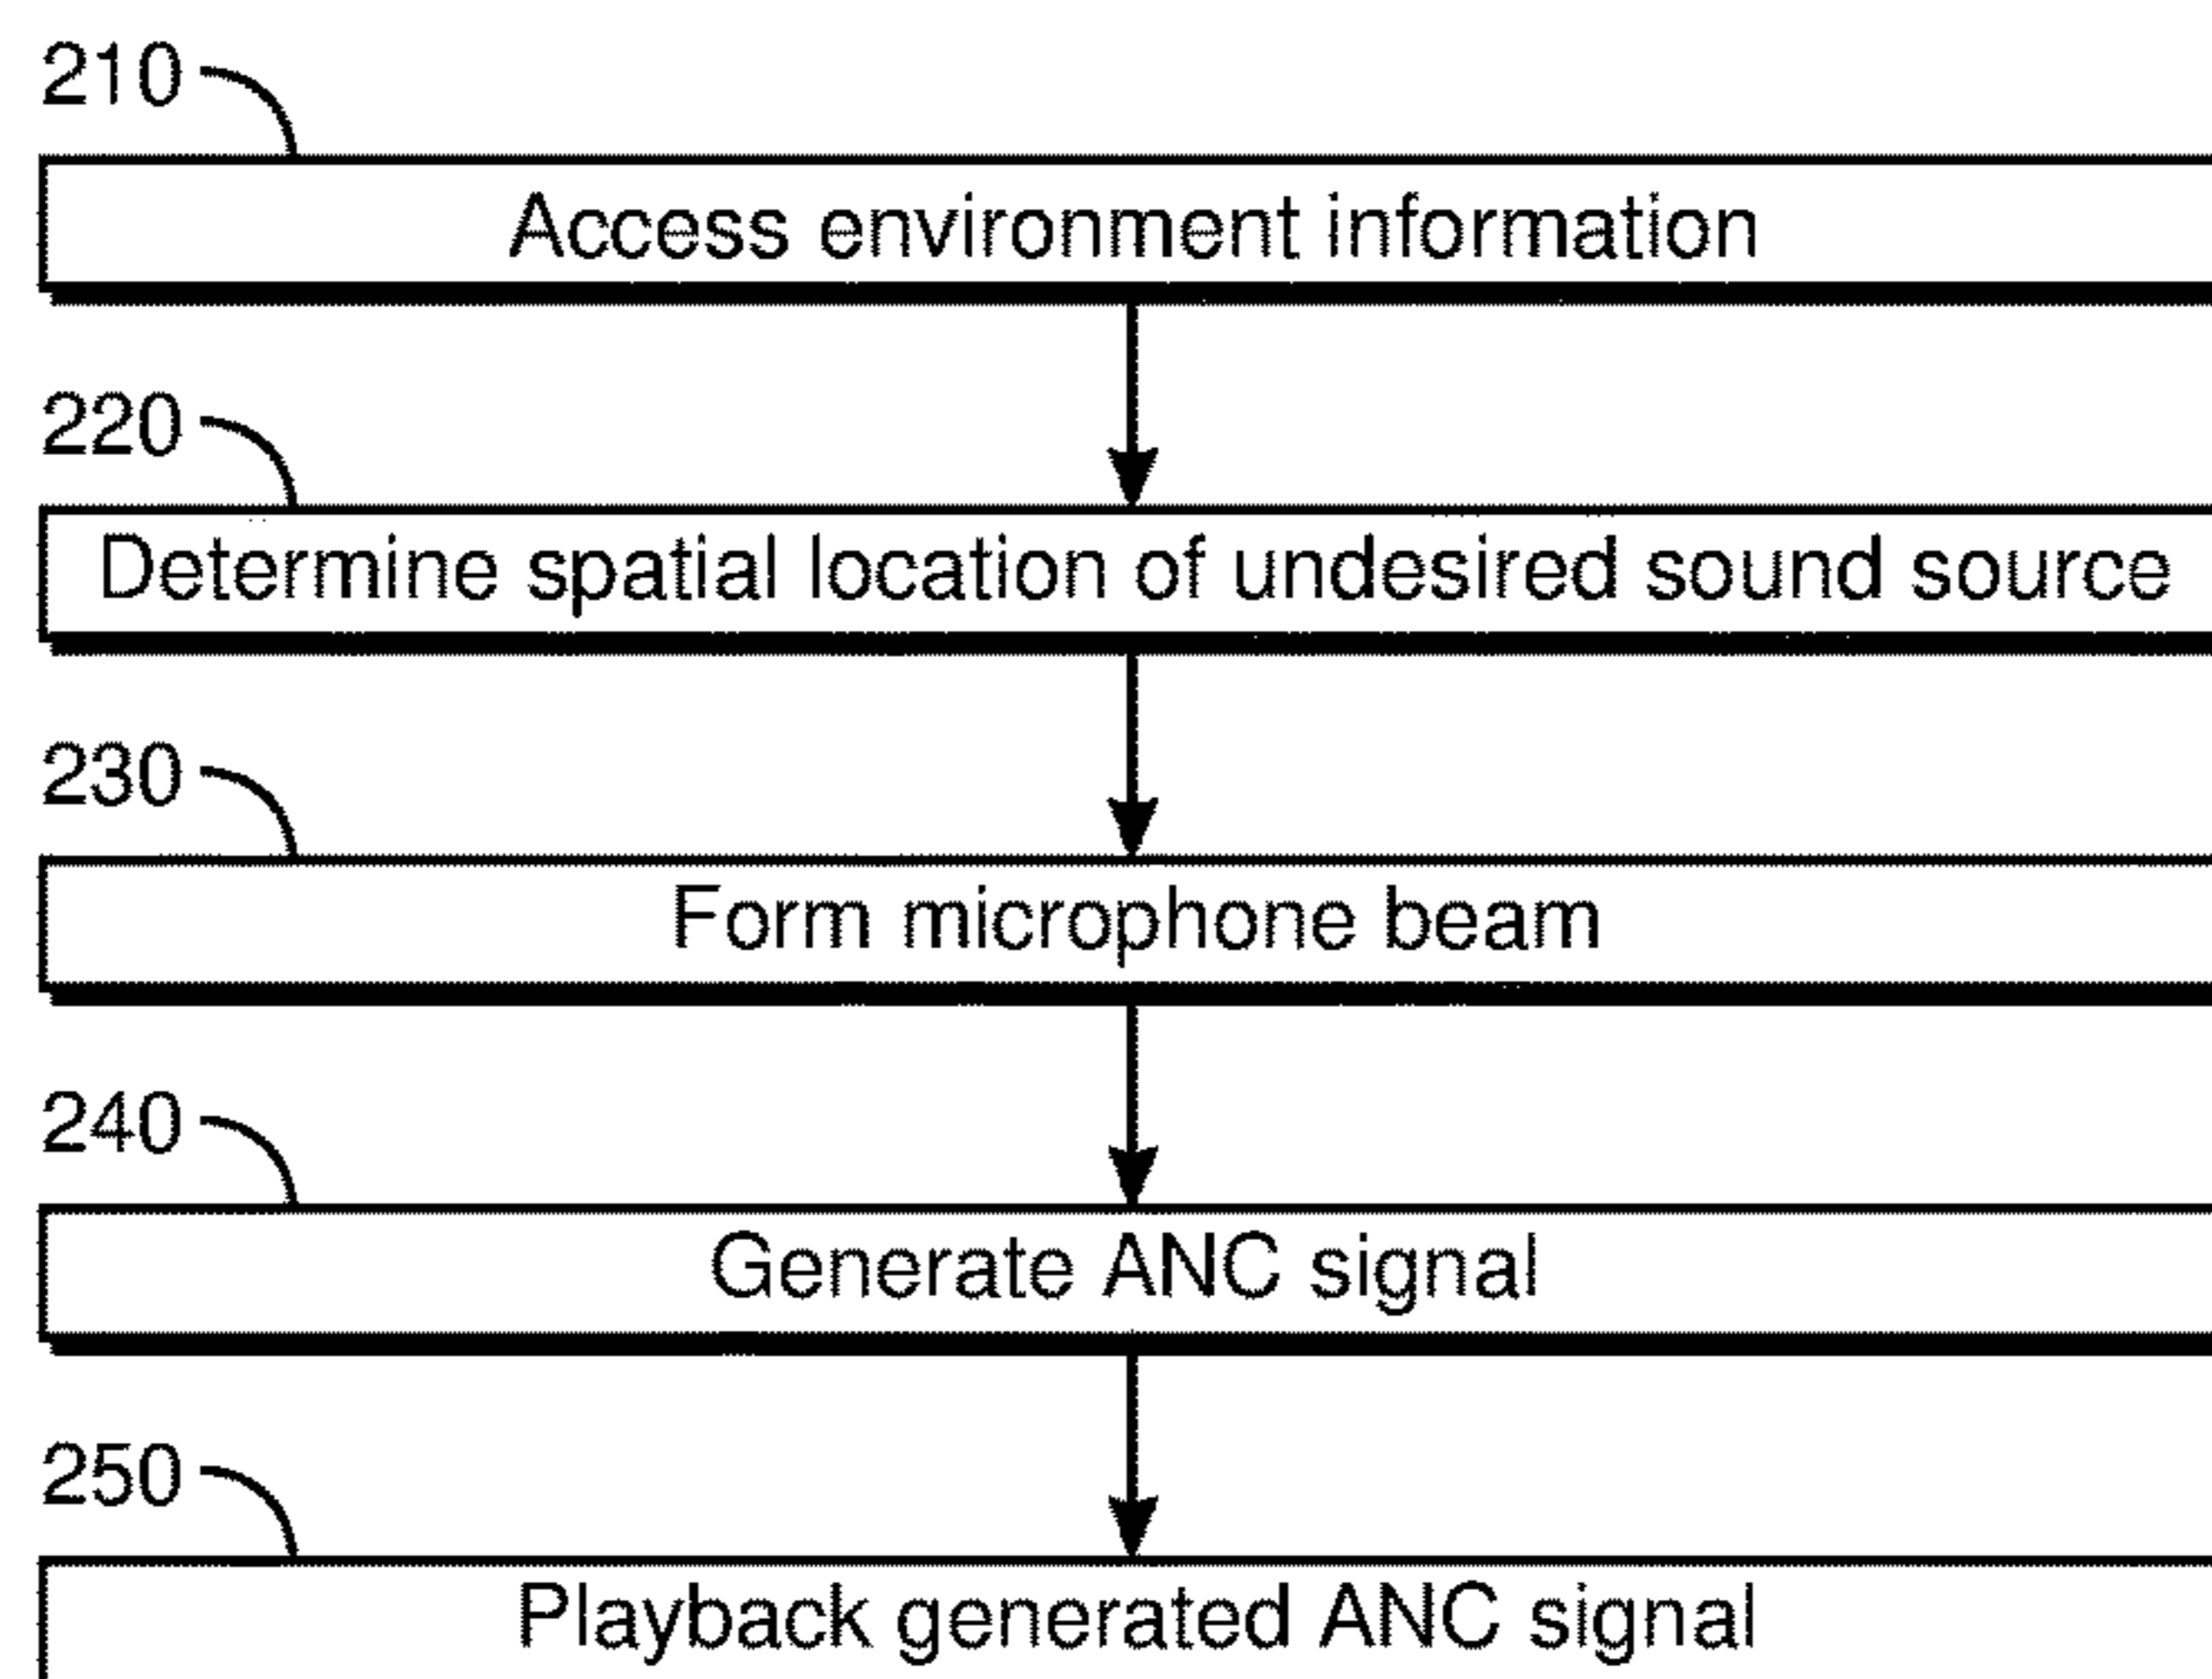 210
Access environment information
220
Determine spatial location of undesired sound source
230
Form microphone beam
240
Generate ANC signal
250
Playback generated ANC signal